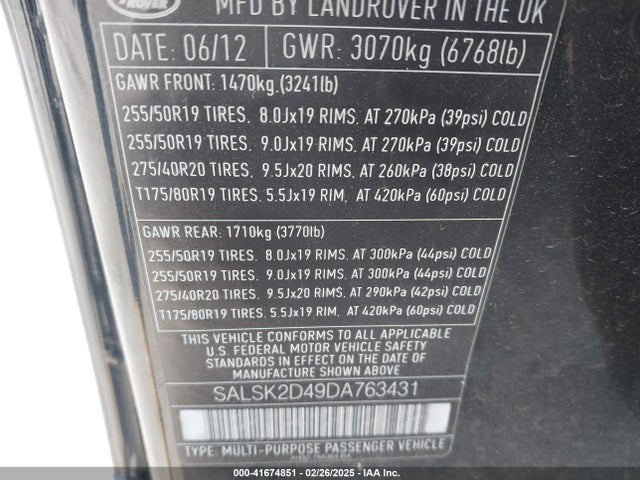 ROVER
MFD BY LANDROVER IN THE UK
DATE: 06/12 GWR: 3070kg (6768lb)
GAWR FRONT: 1470kg.(3241lb)
255/50R19 TIRES. 8.0Jx19 RIMS. AT 270kPa (39psi) COLD
255/50R19 TIRES. 9.0Jx19 RIMS. AT 270kPa (39psi) COLD
275/40R20 TIRES. 9.5Jx20 RIMS. AT 260kPa (38psi) COLD
T175/80R19 TIRES. 5.5Jx19 RIM, AT 420kPa (60psi) COLD
GAWR REAR: 1710kg (3770lb)
255/50R19 TIRES. 8.0Jx19 RIMS. AT 300kPa (44psi) COLD
255/50R19 TIRES. 9.0Jx19 RIMS. AT 300kPa (44psi) COLD
275/40R20 TIRES. 9.5Jx20 RIMS. AT 290kPa (42psi) COLD
T175/80R19 TIRES. 5.5Jx19 RIM. AT 420kPa (60psi) COLD
THIS VEHICLE CONFORMS TO ALL APPLICABLE
U.S. FEDERAL MOTOR VEHICLE SAFETY
STANDARDS IN EFFECT ON THE DATE OF
MANUFACTURE SHOWN ABOVE
SALSK2D49DA763431
TYPE: MULTI-PURPOSE PASSENGER VEHICLE
000-41674851 - 02/26/2025 - IAA Inc.